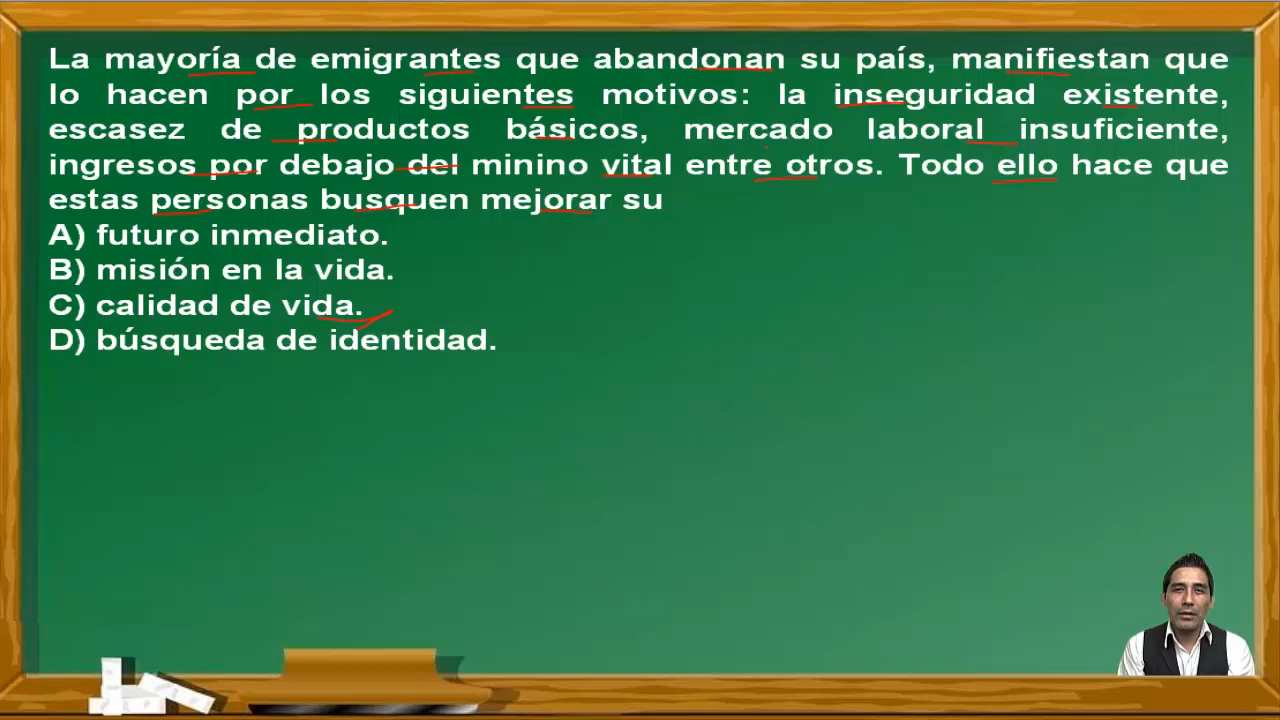 La mayoría de emigrantes que abandonan su país, manifiestan que
lo hacen por los siguientes motivos: la inseguridad existente,
escasez de productos básicos, mercado laboral insuficiente,
ingresos por debajo del minino vital entre otros. Todo ello hace que
estas personas busquen mejorar su
A) futuro inmediato.
B) misión en la vida.
C) calidad de vida.
D) búsqueda de identidad.